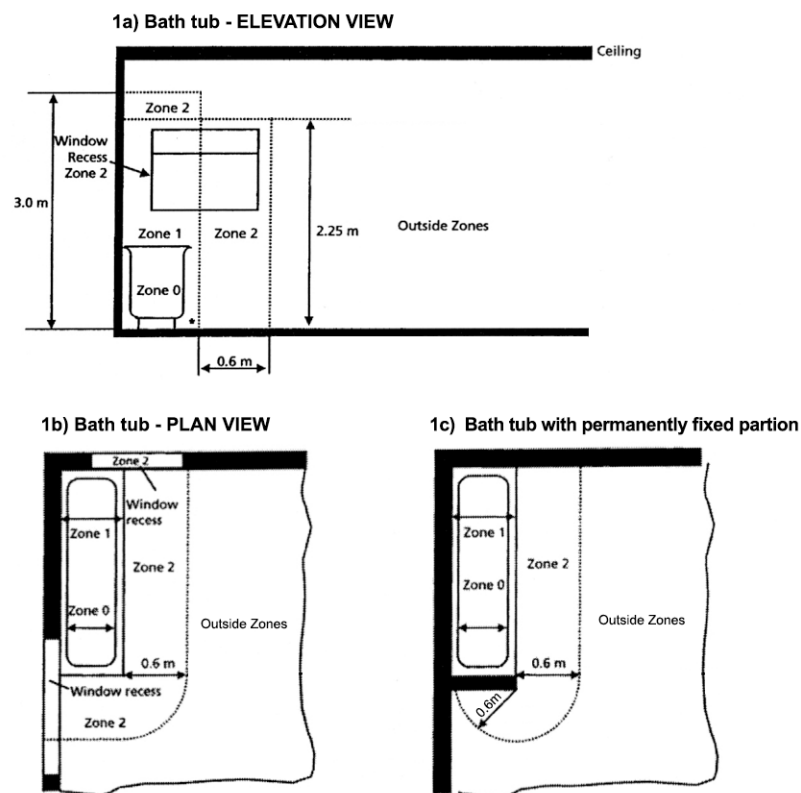 1a) Bath tub - ELEVATION VIEW
Ceiling
Zone 2
Window
Recess
Zone 2
3.0 m
Zone 1
Zone 2
2.25 m
Outside Zones
Zone 0
*
0.6 m
1b) Bath tub - PLAN VIEW
Zone 2
Window
recess
Zone 1
Zone 2
Zone 0
Outside Zones
0.6 m
Window recess
Zone 2
1c) Bath tub with permanently fixed partion
Zone 1
Zone 2
Zone 0
Outside Zones
0.6 m
0.6m